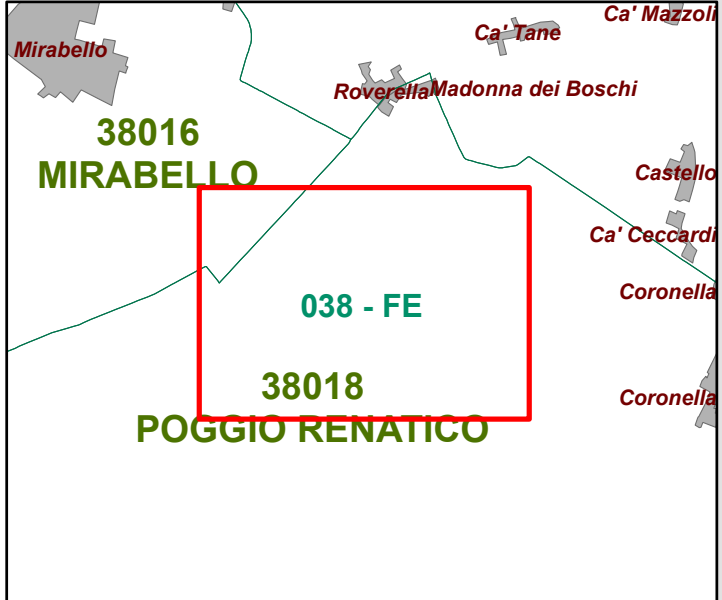 Ca' Mazzoli
Ca' Tane
Mirabello
Roverella
Madonna dei Boschi
38016
MIRABELLO
Castello
Ca' Ceccardi
Coronella
038 - FE
38018
POGGIO RENATICO
Coronella